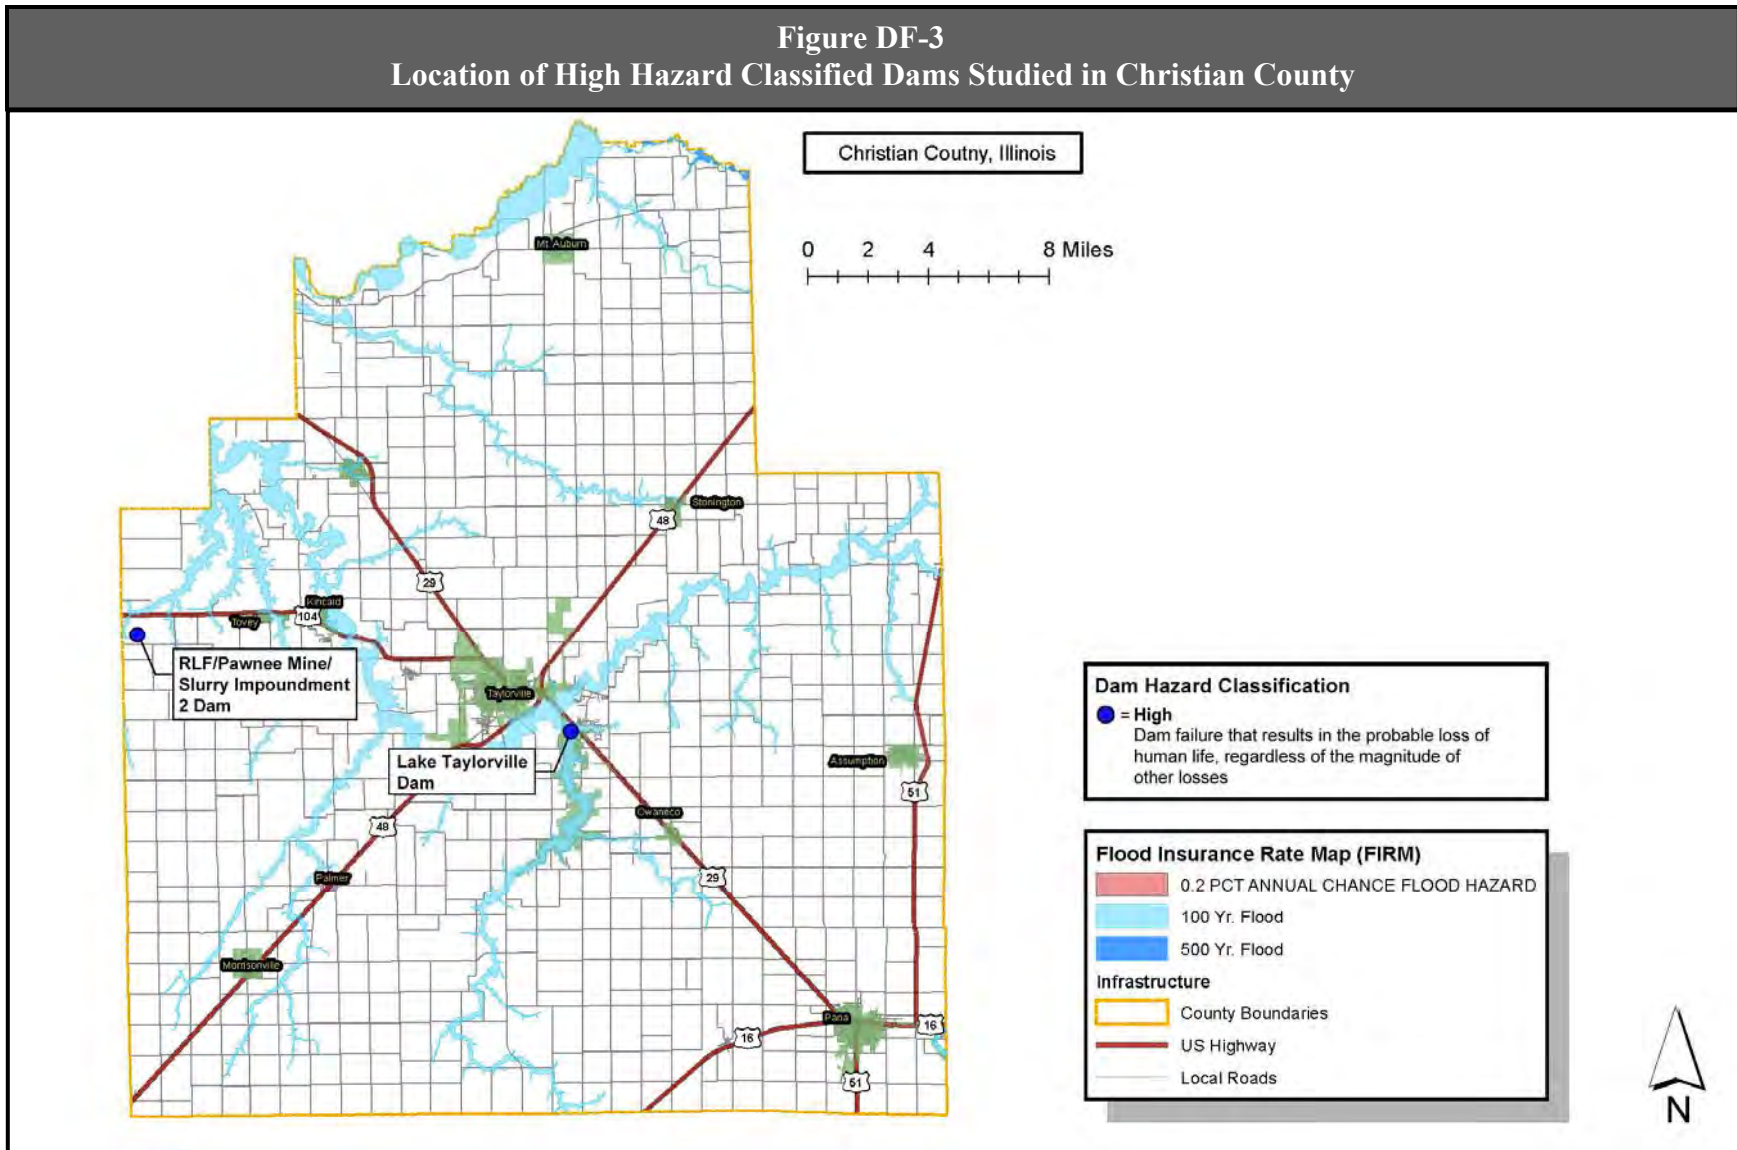 Figure DF-3
Location of High Hazard Classified Dams Studied in Christian County
Christian Coutny, Illinois
0 2 4 8 Miles
Mt Auburn
Stonington
48
29
Kincaid
104
Tovey
RLF/Pawnee Mine/
Slurry Impoundment
2 Dam
Taylorville
Lake Taylorville
Dam
Assumption
51
Owaneco
48
29
Palmer
Morrisonville
Pana
16
16
51
Dam Hazard Classification
= High
Dam failure that results in the probable loss of
human life, regardless of the magnitude of
other losses
Flood Insurance Rate Map (FIRM)
0.2 PCT ANNUAL CHANCE FLOOD HAZARD
100 Yr. Flood
500 Yr. Flood
Infrastructure
County Boundaries
US Highway
Local Roads
N